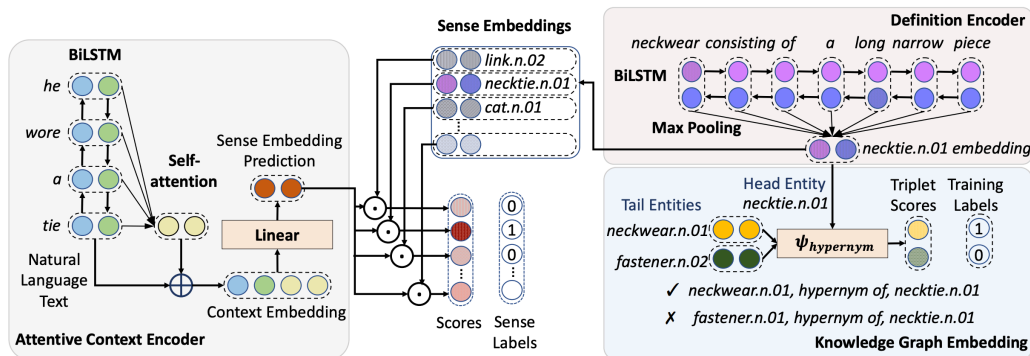 BiLSTM
he
wore
a
tie
Natural
Language
Text
Self-
attention
Sense Embedding
Prediction
Linear
Context Embedding
Attentive Context Encoder
Sense Embeddings
link.n.02
necktie.n.01
cat.n.01
Scores
0
1
0
Sense
Labels
Definition Encoder
neckwear consisting of a long narrow piece
BiLSTM
Max Pooling
necktie.n.01 embedding
Head Entity
necktie.n.01
Tail Entities
neckwear.n.01
fastener.n.02
ψhypernym
Triplet
Scores
Training
Labels
1
0
✓ neckwear.n.01, hypernym of, necktie.n.01
✗ fastener.n.01, hypernym of, necktie.n.01
Knowledge Graph Embedding